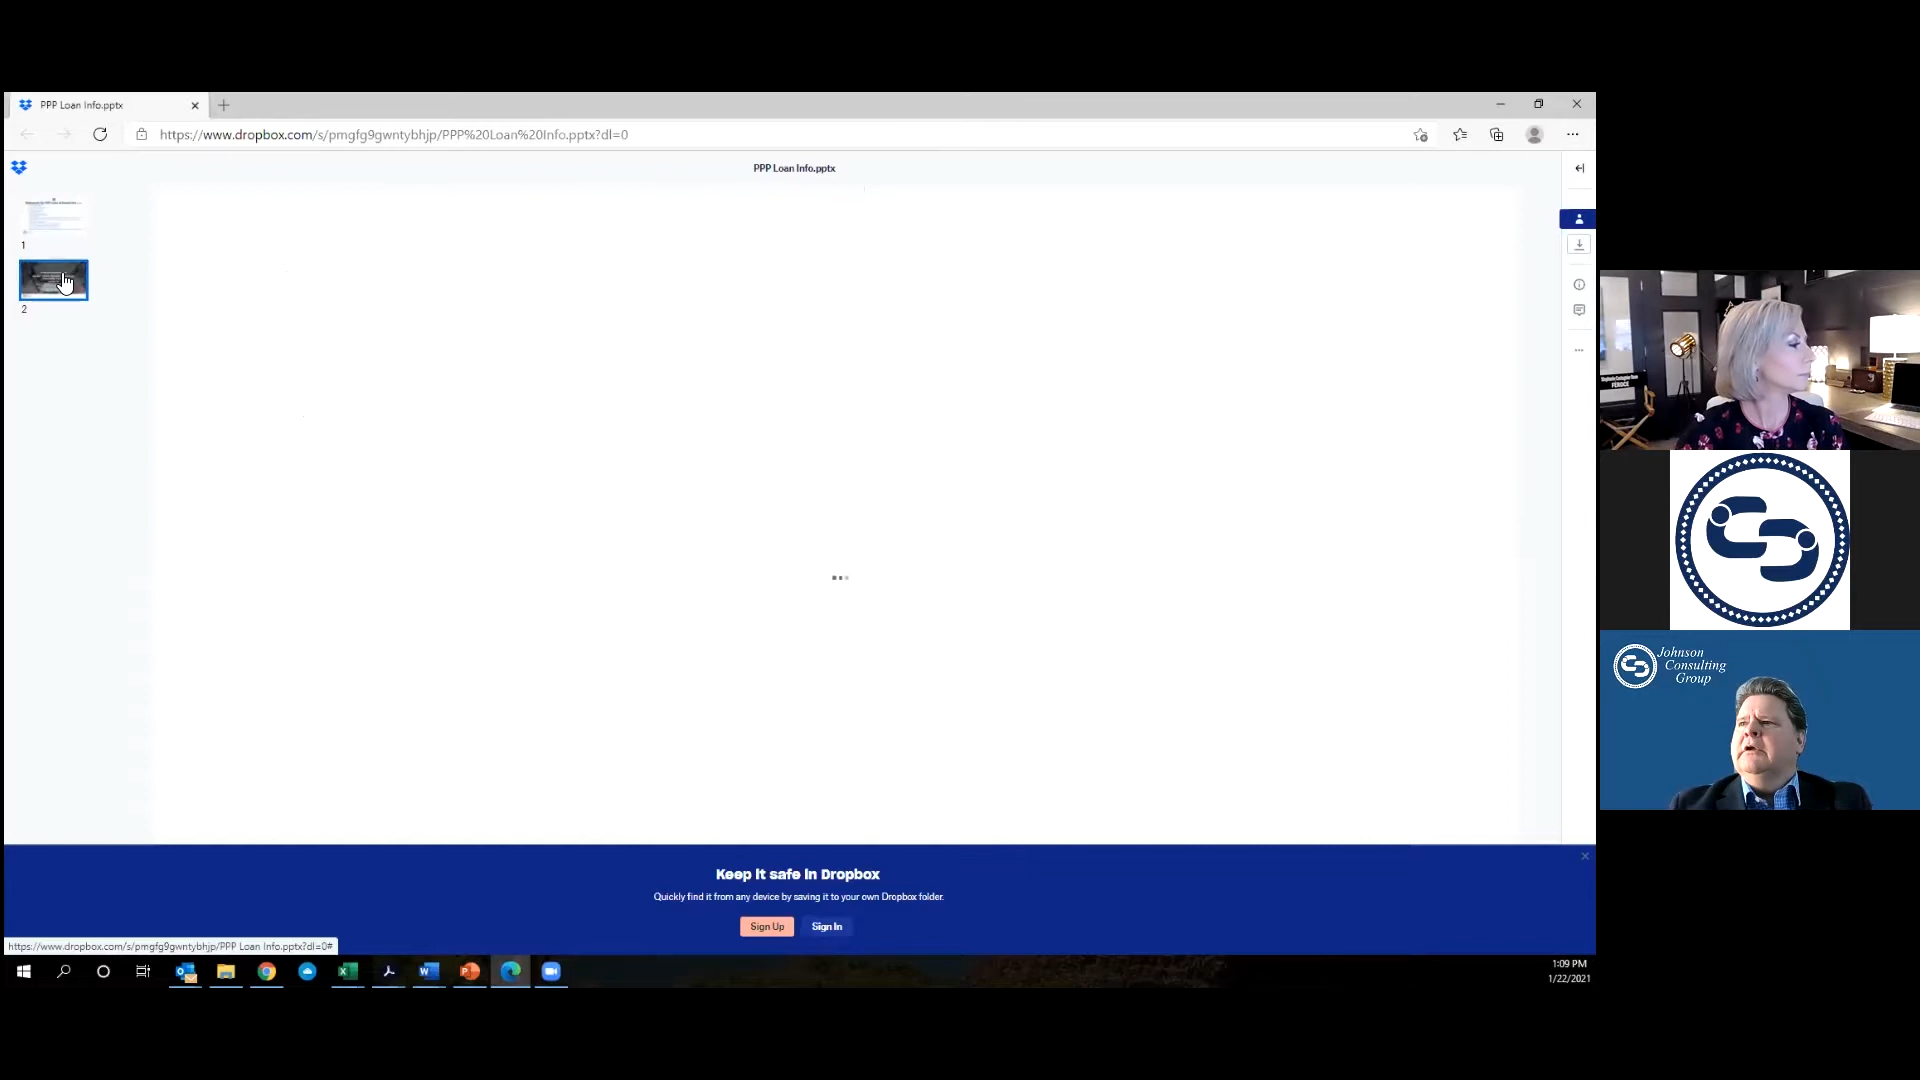 PPP Loan Info.pptx
https://www.dropbox.com/s/pmgfg9gwntybhjp/PPP%20Loan%20Info.pptx?dl=0
PPP Loan Info.pptx
1
2
Keep it safe in Dropbox
Quickly find it from any device by saving it to your own Dropbox folder.
Sign Up
Sign In
https://www.dropbox.com/s/pmgfg9gwntybhjp/PPP Loan Info.pptx?dl=0#
1:09 PM
1/22/2021
FEROCE
Johnson
Consulting
Group